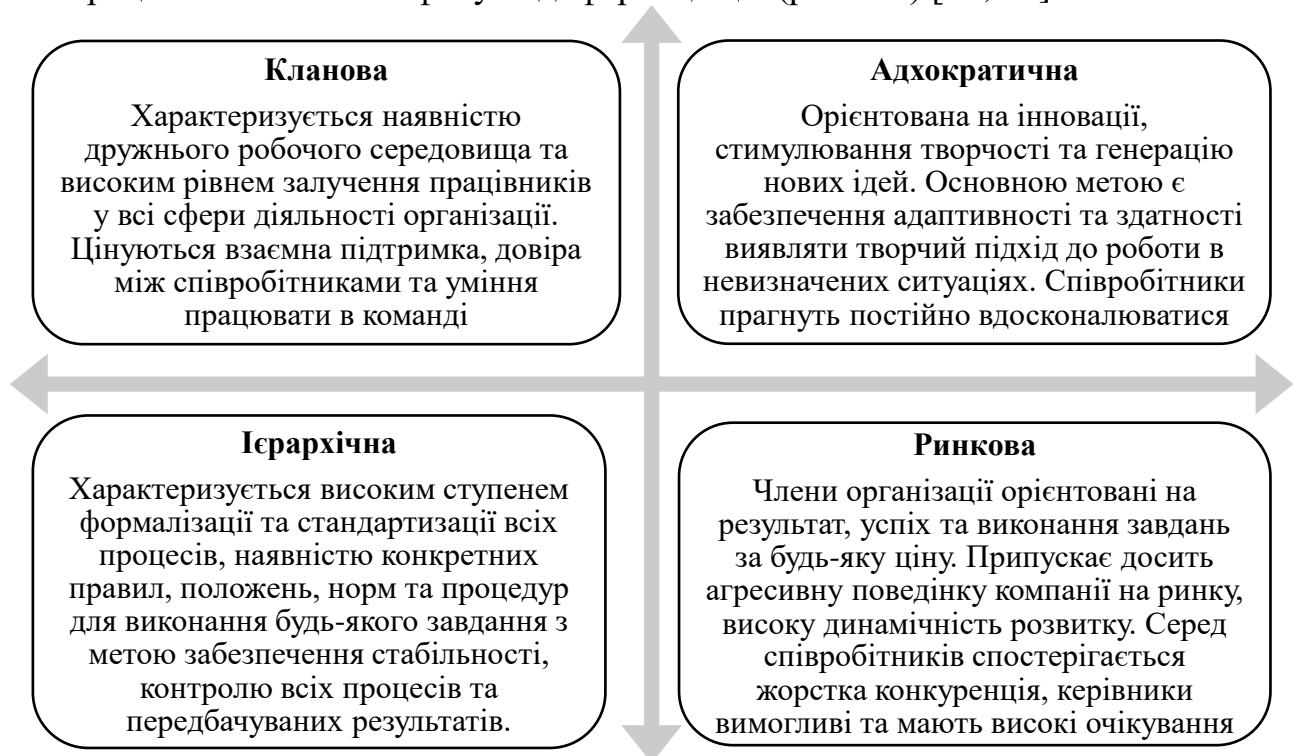 Кланова
Характеризується наявністю
дружнього робочого середовища та
високим рівнем залучення працівників
у всі сфери діяльності організації.
Цінуються взаємна підтримка, довіра
між співробітниками та уміння
працювати в команді
Адхократична
Орієнтована на інновації,
стимулювання творчості та генерацію
нових ідей. Основною метою є
забезпечення адаптивності та здатності
виявляти творчий підхід до роботи в
невизначених ситуаціях. Співробітники
прагнуть постійно вдосконалюватися
Ієрархічна
Характеризується високим ступенем
формалізації та стандартизації всіх
процесів, наявністю конкретних
правил, положень, норм та процедур
для виконання будь-якого завдання з
метою забезпечення стабільності,
контролю всіх процесів та
передбачуваних результатів.
Ринкова
Члени організації орієнтовані на
результат, успіх та виконання завдань
за будь-яку ціну. Припускає досить
агресивну поведінку компанії на ринку,
високу динамічність розвитку. Серед
співробітників спостерігається
жорстка конкуренція, керівники
вимогливі та мають високі очікування